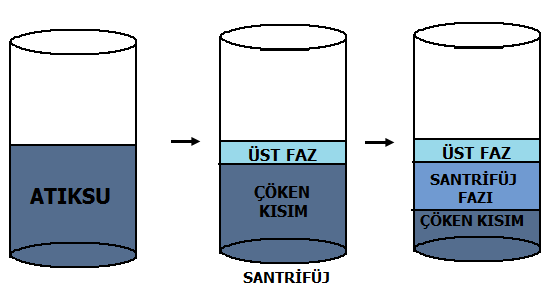 ATIKSU
ÜST FAZ
ÇÖKEN
KISIM
SANTRİFÜJ
ÜST FAZ
SANTRİFÜJ
FAZI
ÇÖKEN KISIM